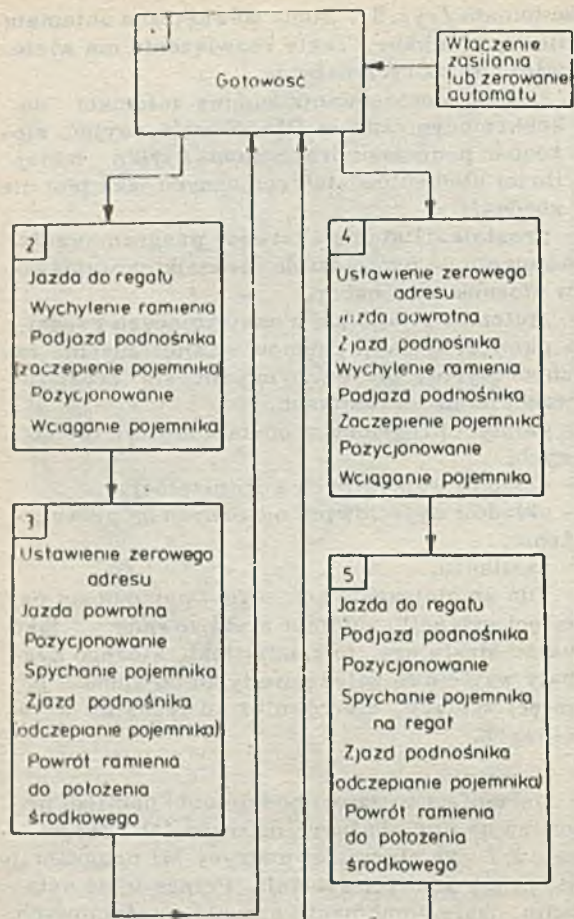 1
Gotowość
Włączenie
zasilania
lub zerowanie
automatu
2
Jazda do regału
Wychylenie ramienia
Podjazd podnośnika
(zaczepienie pojemnika)
Pozycjonowanie
Wciąganie pojemnika
4
Ustawienie zerowego
adresu
Jazda powrotna
Zjazd podnośnika
Wychylenie ramienia
Podjazd podnośnika
Zaczepienie pojemnika
Pozycjonowanie
Wciąganie pojemnika
3
Ustawienie zerowego
adresu
Jazda powrotna
Pozycjonowanie
Spychanie pojemnika
Zjazd podnośnika
(odczepianie pojemnika)
Powrót ramienia
do położenia
środkowego
5
Jazda do regału
Podjazd podnośnika
Pozycjonowanie
Spychanie pojemnika
na regał
Zjazd podnośnika
(odczepianie pojemnika)
Powrót ramienia
do położenia
środkowego